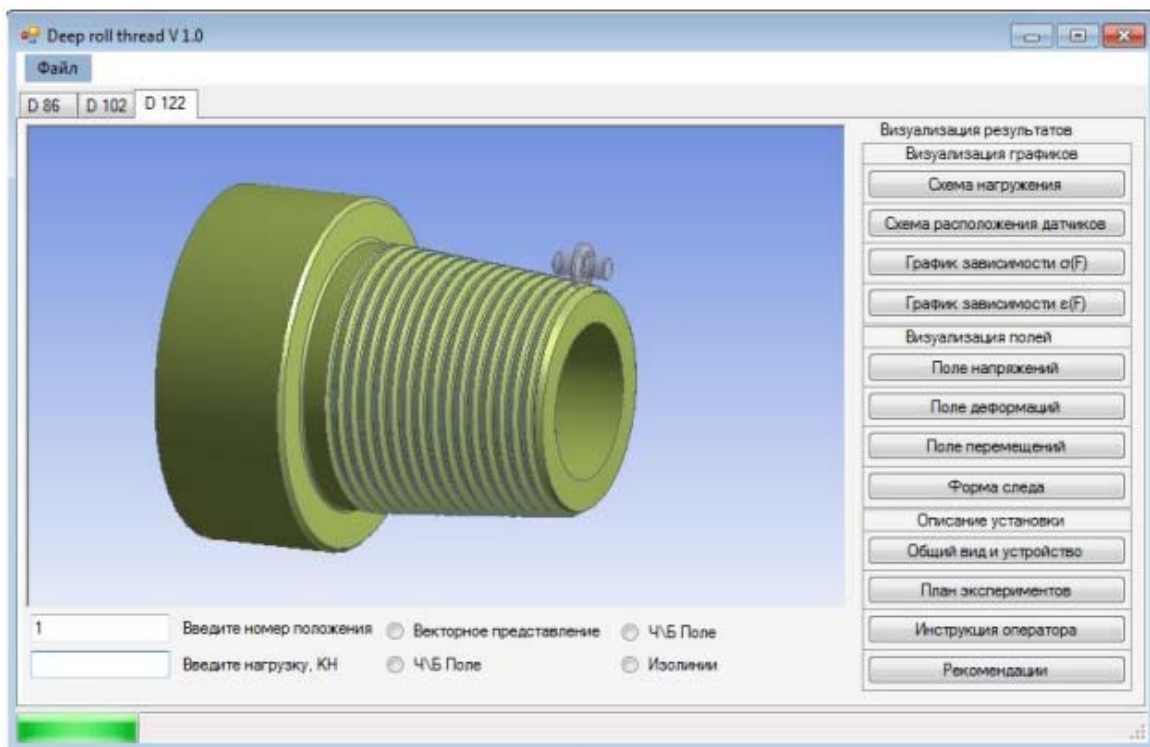 Deep roll thread V 1.0
Файл
D 86 D 102 D 122
Визуализация результатов
Визуализация графиков
Схема нагружения
Схема расположения датчиков
График зависимости σ(F)
График зависимости ε(F)
Визуализация полей
Поле напряжений
Поле деформаций
Поле перемещений
Форма следа
Описание установки
Общий вид и устройство
План экспериментов
Инструкция оператора
Рекомендации
1 Введите номер положения Векторное представление Ч\Б Поле
Введите нагрузку, КН Ч\Б Поле Изолинии